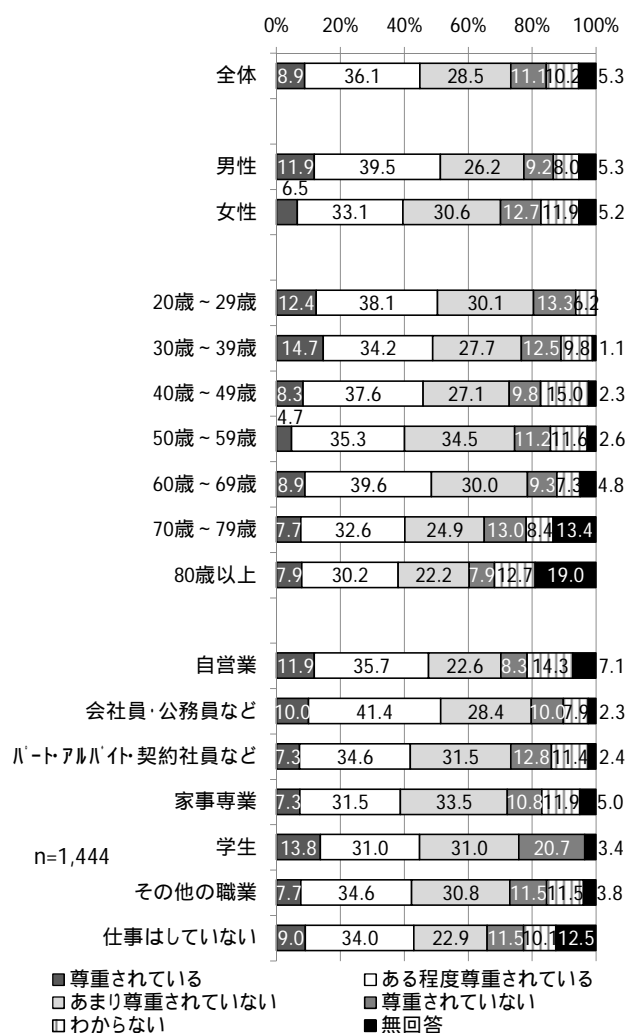 0% 20% 40% 60% 80% 100%
全体 8.9 36.1 28.5 11.1 10.2 5.3
男性 11.9 39.5 26.2 9.2 8.0 5.3
女性 6.5 33.1 30.6 12.7 11.9 5.2
20歳~29歳 12.4 38.1 30.1 13.3 6.2
30歳~39歳 14.7 34.2 27.7 12.5 9.8 1.1
40歳~49歳 8.3 37.6 27.1 9.8 15.0 2.3
50歳~59歳 4.7 35.3 34.5 11.2 11.6 2.6
60歳~69歳 8.9 39.6 30.0 9.3 7.3 4.8
70歳~79歳 7.7 32.6 24.9 13.0 8.4 13.4
80歳以上 7.9 30.2 22.2 7.9 12.7 19.0
自営業 11.9 35.7 22.6 8.3 14.3 7.1
会社員・公務員など 10.0 41.4 28.4 10.0 7.9 2.3
パート・アルバイト・契約社員など 7.3 34.6 31.5 12.8 11.4 2.4
家事専業 7.3 31.5 33.5 10.8 11.9 5.0
学生 13.8 31.0 31.0 20.7 3.4
n=1,444
その他の職業 7.7 34.6 30.8 11.5 11.5 3.8
仕事はしていない 9.0 34.0 22.9 11.5 10.1 12.5
尊重されている ある程度尊重されている
あまり尊重されていない 尊重されていない
わからない 無回答